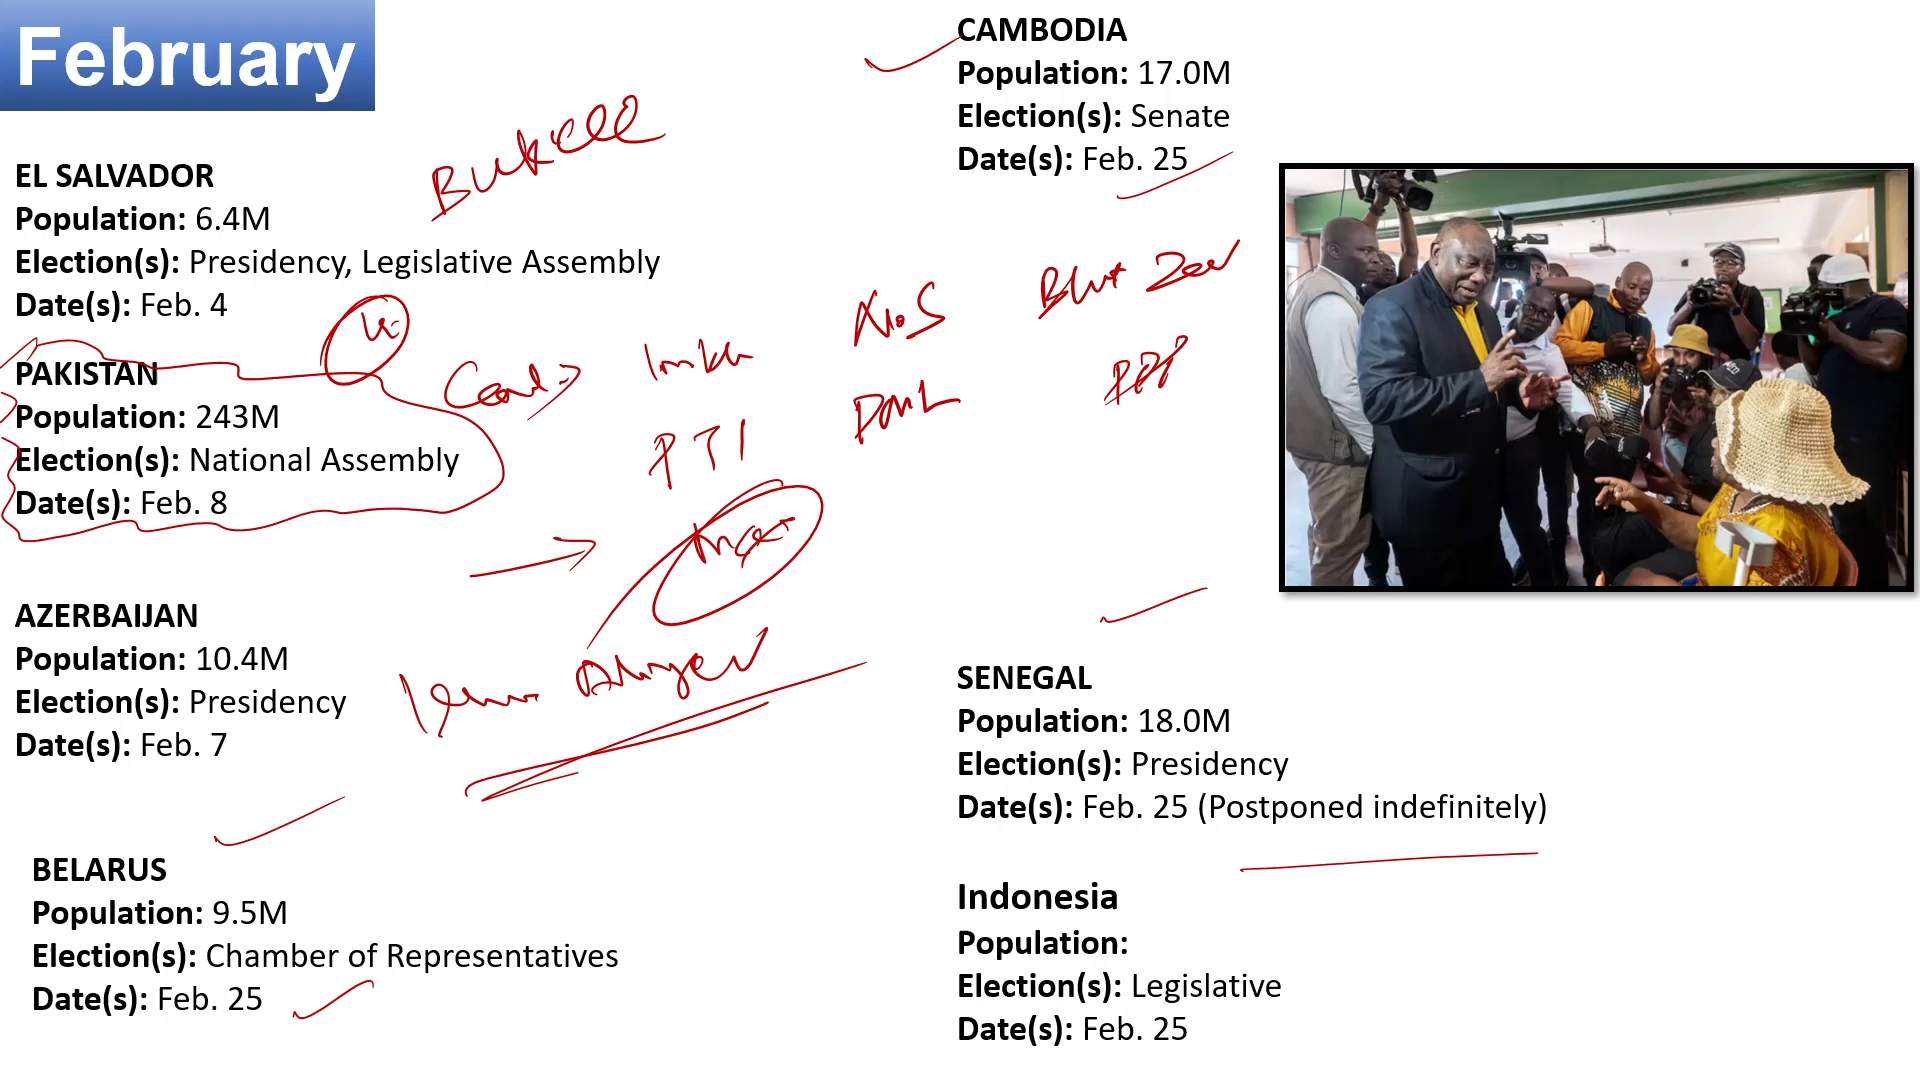 February
EL SALVADOR
Population: 6.4M
Election(s): Presidency, Legislative Assembly
Date(s): Feb. 4
PAKISTAN
Population: 243M
Election(s): National Assembly
Date(s): Feb. 8
AZERBAIJAN
Population: 10.4M
Election(s): Presidency
Date(s): Feb. 7
BELARUS
Population: 9.5M
Election(s): Chamber of Representatives
Date(s): Feb. 25
PTI
PML
CAMBODIA
Population: 17.0M
Election(s): Senate
Date(s): Feb. 25
SENEGAL
Population: 18.0M
Election(s): Presidency
Date(s): Feb. 25 (Postponed indefinitely)
Indonesia
Population:
Election(s): Legislative
Date(s): Feb. 25